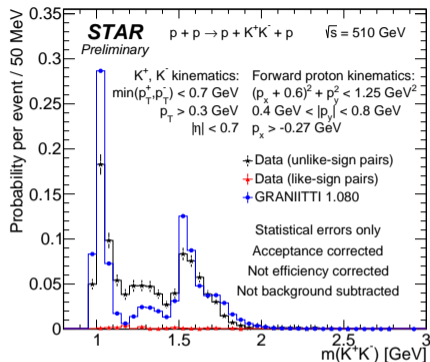 STAR p + p → p + K⁺K⁻ + p √s = 510 GeV
Preliminary
K⁺, K⁻ kinematics: Forward proton kinematics:
min(p_T⁺,p_T⁻) < 0.7 GeV (p_x + 0.6)² + p_y² < 1.25 GeV²
p_T > 0.3 GeV 0.4 GeV < |p_y| < 0.8 GeV
|η| < 0.7 p_x > -0.27 GeV
Data (unlike-sign pairs)
Data (like-sign pairs)
GRANIITTI 1.080
Statistical errors only
Acceptance corrected
Not efficiency corrected
Not background subtracted
Probability per event / 50 MeV
0.35
0.3
0.25
0.2
0.15
0.1
0.05
0
1 1.5 2 2.5 3
m(K⁺K⁻) [GeV]